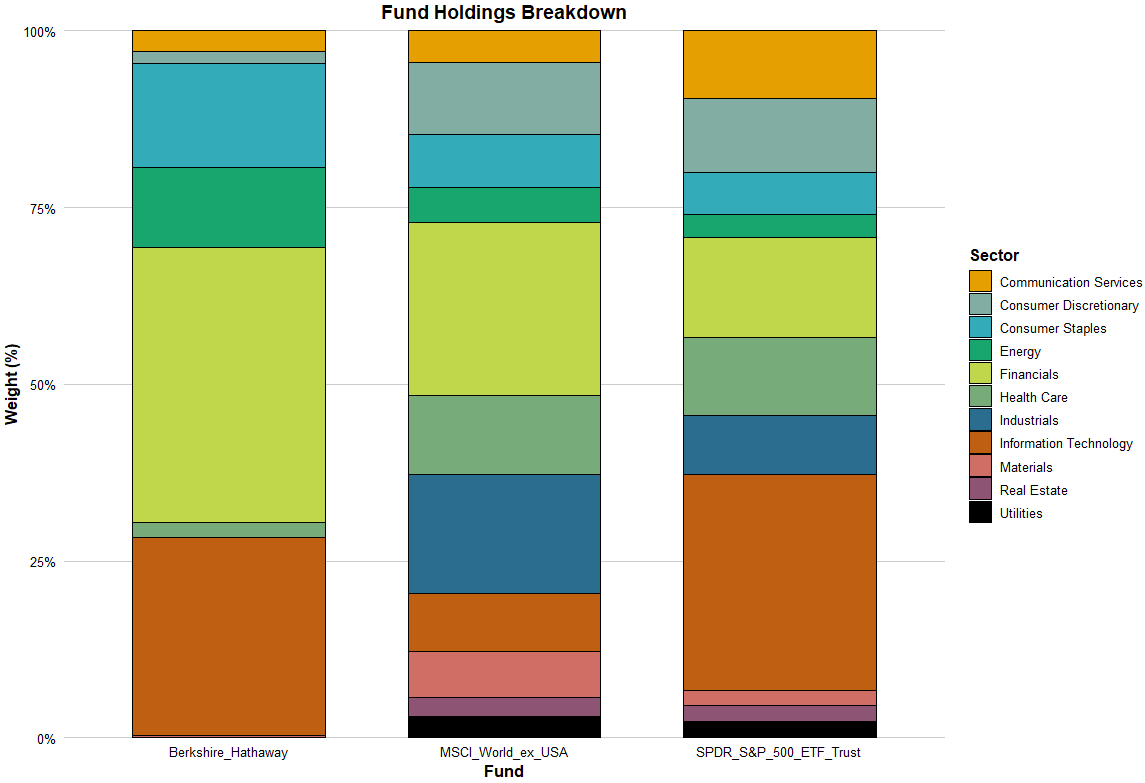 Fund Holdings Breakdown
100%
75%
50%
25%
0%
Weight (%)
Berkshire_Hathaway
MSCI_World_ex_USA
SPDR_S&P_500_ETF_Trust
Fund
Sector
Communication Services
Consumer Discretionary
Consumer Staples
Energy
Financials
Health Care
Industrials
Information Technology
Materials
Real Estate
Utilities